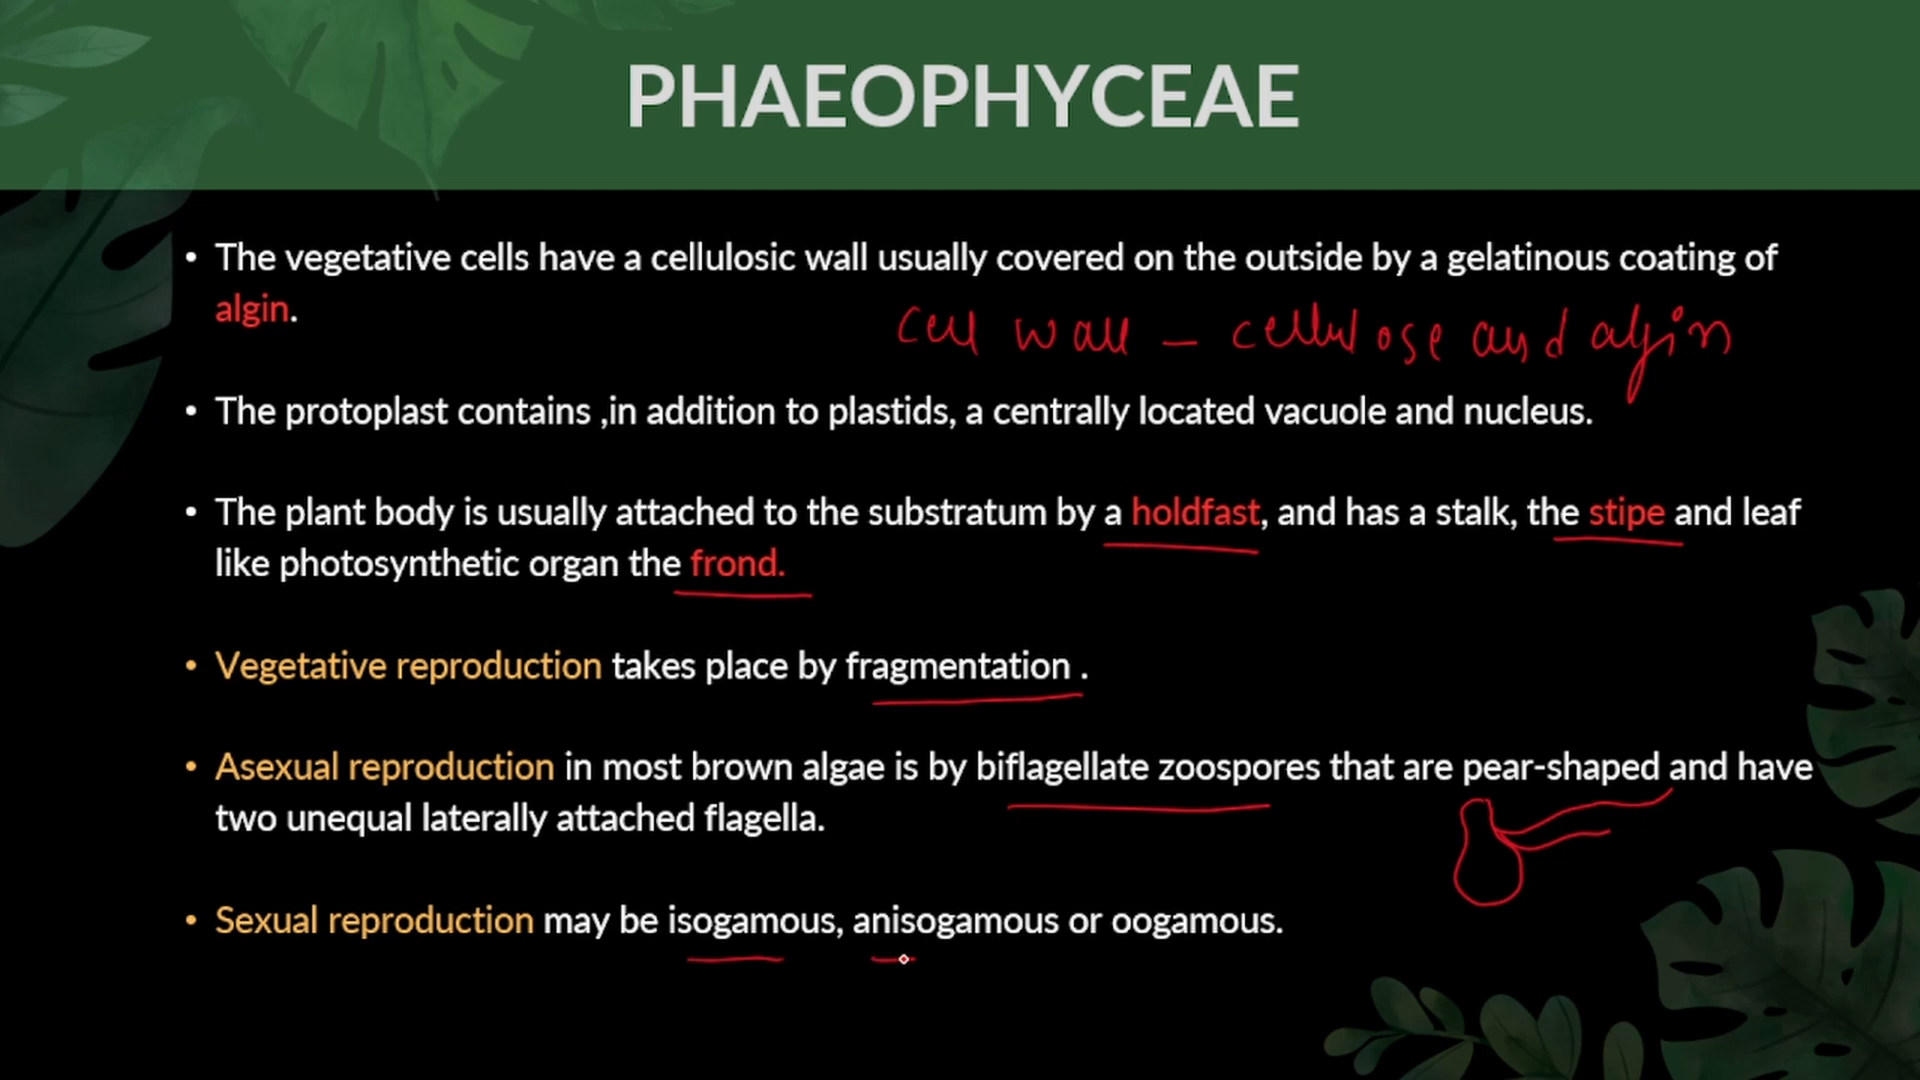 PHAEOPHYCEAE
• The vegetative cells have a cellulosic wall usually covered on the outside by a gelatinous coating of
algin.
cell wall - cellulose and algin
• The protoplast contains ,in addition to plastids, a centrally located vacuole and nucleus.
• The plant body is usually attached to the substratum by a holdfast, and has a stalk, the stipe and leaf
like photosynthetic organ the frond.
• Vegetative reproduction takes place by fragmentation .
• Asexual reproduction in most brown algae is by biflagellate zoospores that are pear-shaped and have
two unequal laterally attached flagella.
• Sexual reproduction may be isogamous, anisogamous or oogamous.